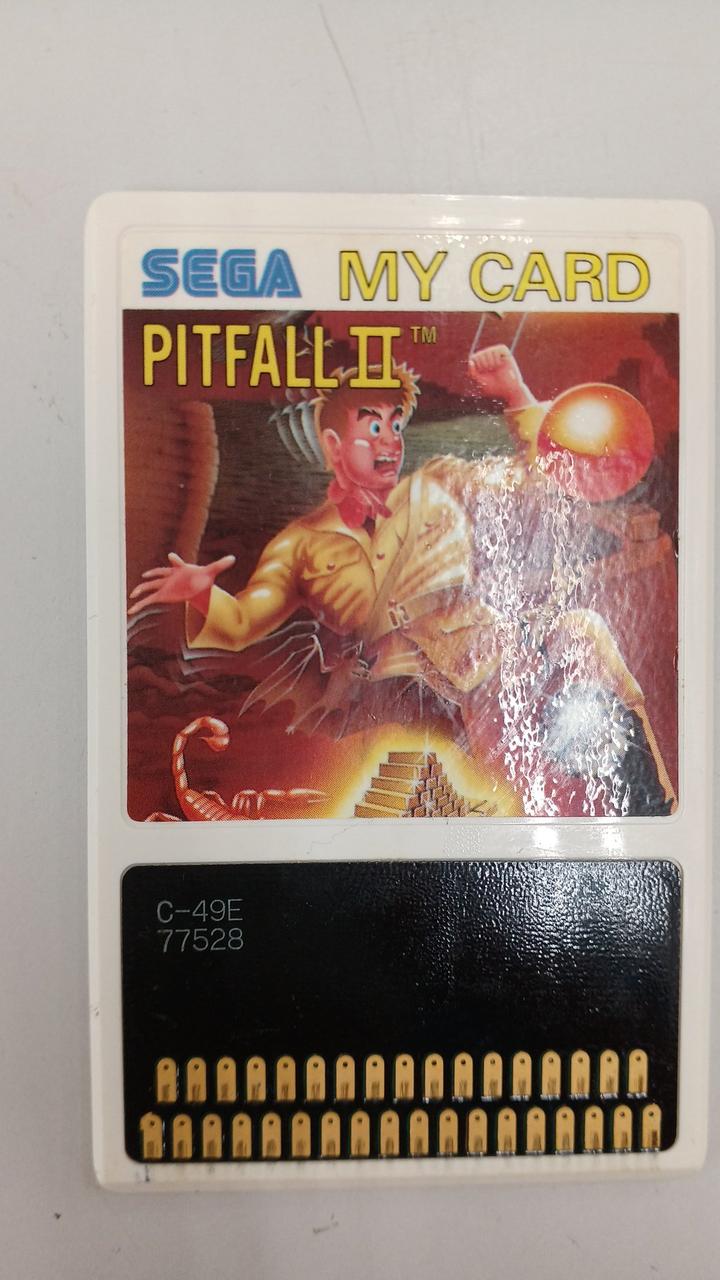 SEGA MY CARD
PITFALL II™
C-49E
77528